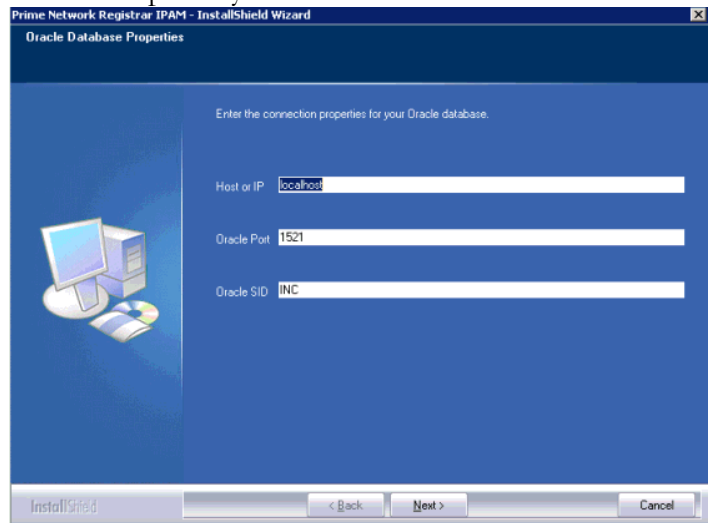 Prime Network Registrar IPAM - InstallShield Wizard
Oracle Database Properties
Enter the connection properties for your Oracle database.
Host or IP localhost
Oracle Port 1521
Oracle SID INC
InstallShield
< Back Next > Cancel